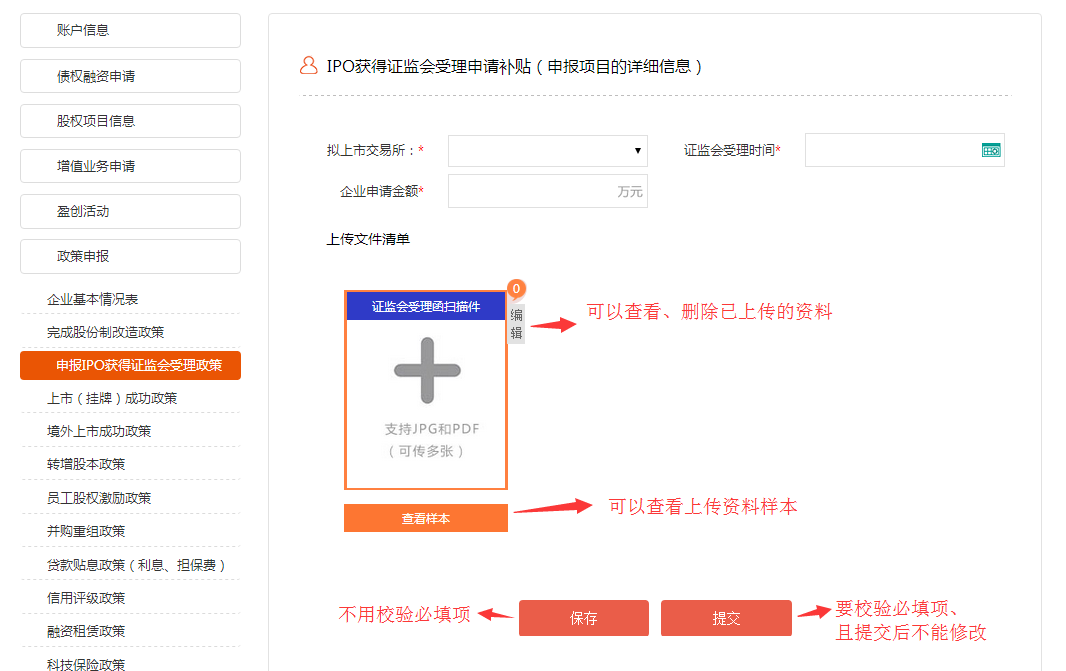 账户信息
债权融资申请
股权项目信息
增值业务申请
盈创活动
政策申报
企业基本情况表
完成股份制改造政策
申报IPO获得证监会受理政策
上市（挂牌）成功政策
境外上市成功政策
转增股本政策
员工股权激励政策
并购重组政策
贷款贴息政策（利息、担保费）
信用评级政策
融资租赁政策
科技保险政策
IPO获得证监会受理申请补贴（申报项目的详细信息）
拟上市交易所：*
证监会受理时间*
企业申请金额*
万元
上传文件清单
0
证监会受理函扫描件
编
辑
可以查看、删除已上传的资料
支持JPG和PDF
（可传多张）
查看样本
可以查看上传资料样本
不用校验必填项
保存
提交
要校验必填项、
且提交后不能修改